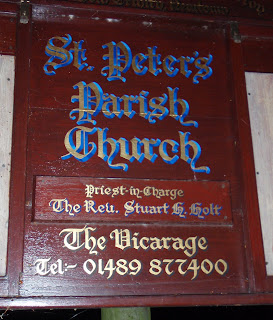 St. Peter's
Parish
Church
Priest-in-Charge
The Rev. Stuart H. Holt
The Vicarage
Tel:- 01489 877400